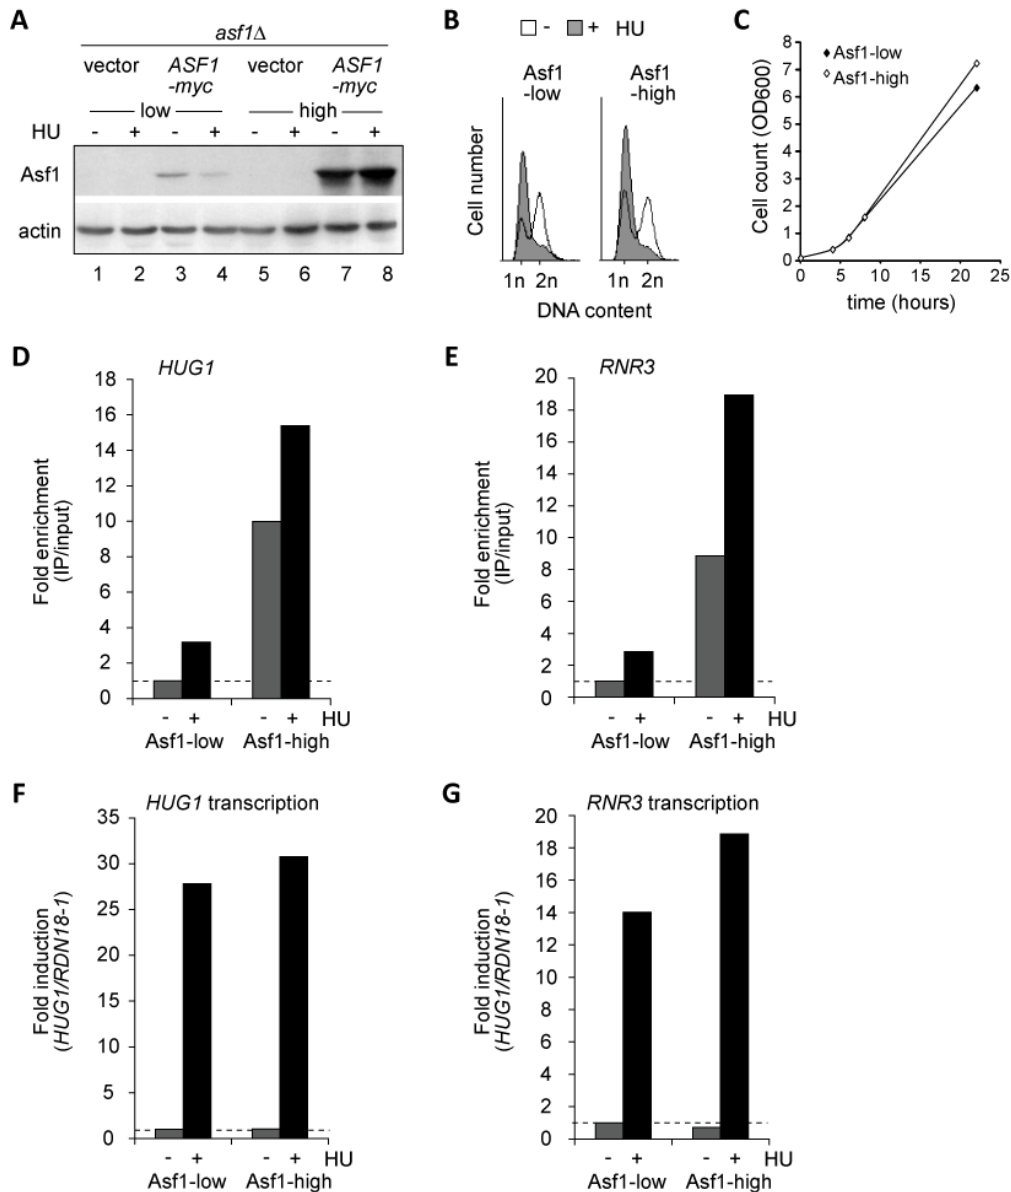 A
asf1Δ
vector ASF1 vector ASF1
-myc -myc
low high
HU - + - + - + - +
Asf1
actin
1 2 3 4 5 6 7 8
B
- + HU
Asf1 Asf1
-low -high
Cell number
1n 2n 1n 2n
DNA content
C
Asf1-low
Asf1-high
Cell count (OD600)
8
7
6
5
4
3
2
1
0
0 5 10 15 20 25
time (hours)
D
HUG1
Fold enrichment
(IP/input)
18
16
14
12
10
8
6
4
2
0
- + - + HU
Asf1-low Asf1-high
E
RNR3
Fold enrichment
(IP/input)
20
18
16
14
12
10
8
6
4
2
0
- + - + HU
Asf1-low Asf1-high
F
HUG1 transcription
Fold induction
(HUG1/RDN18-1)
35
30
25
20
15
10
5
0
- + - + HU
Asf1-low Asf1-high
G
RNR3 transcription
Fold induction
(HUG1/RDN18-1)
20
18
16
14
12
10
8
6
4
2
0
- + - + HU
Asf1-low Asf1-high